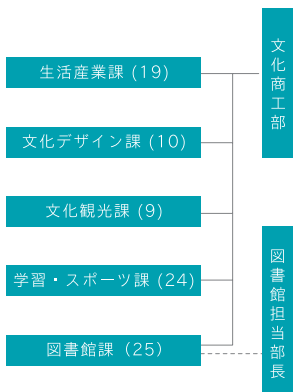 文化商工部
生活産業課 (19)
文化デザイン課 (10)
文化観光課 (9)
学習・スポーツ課 (24)
図書館課（25）
図書館担当部長